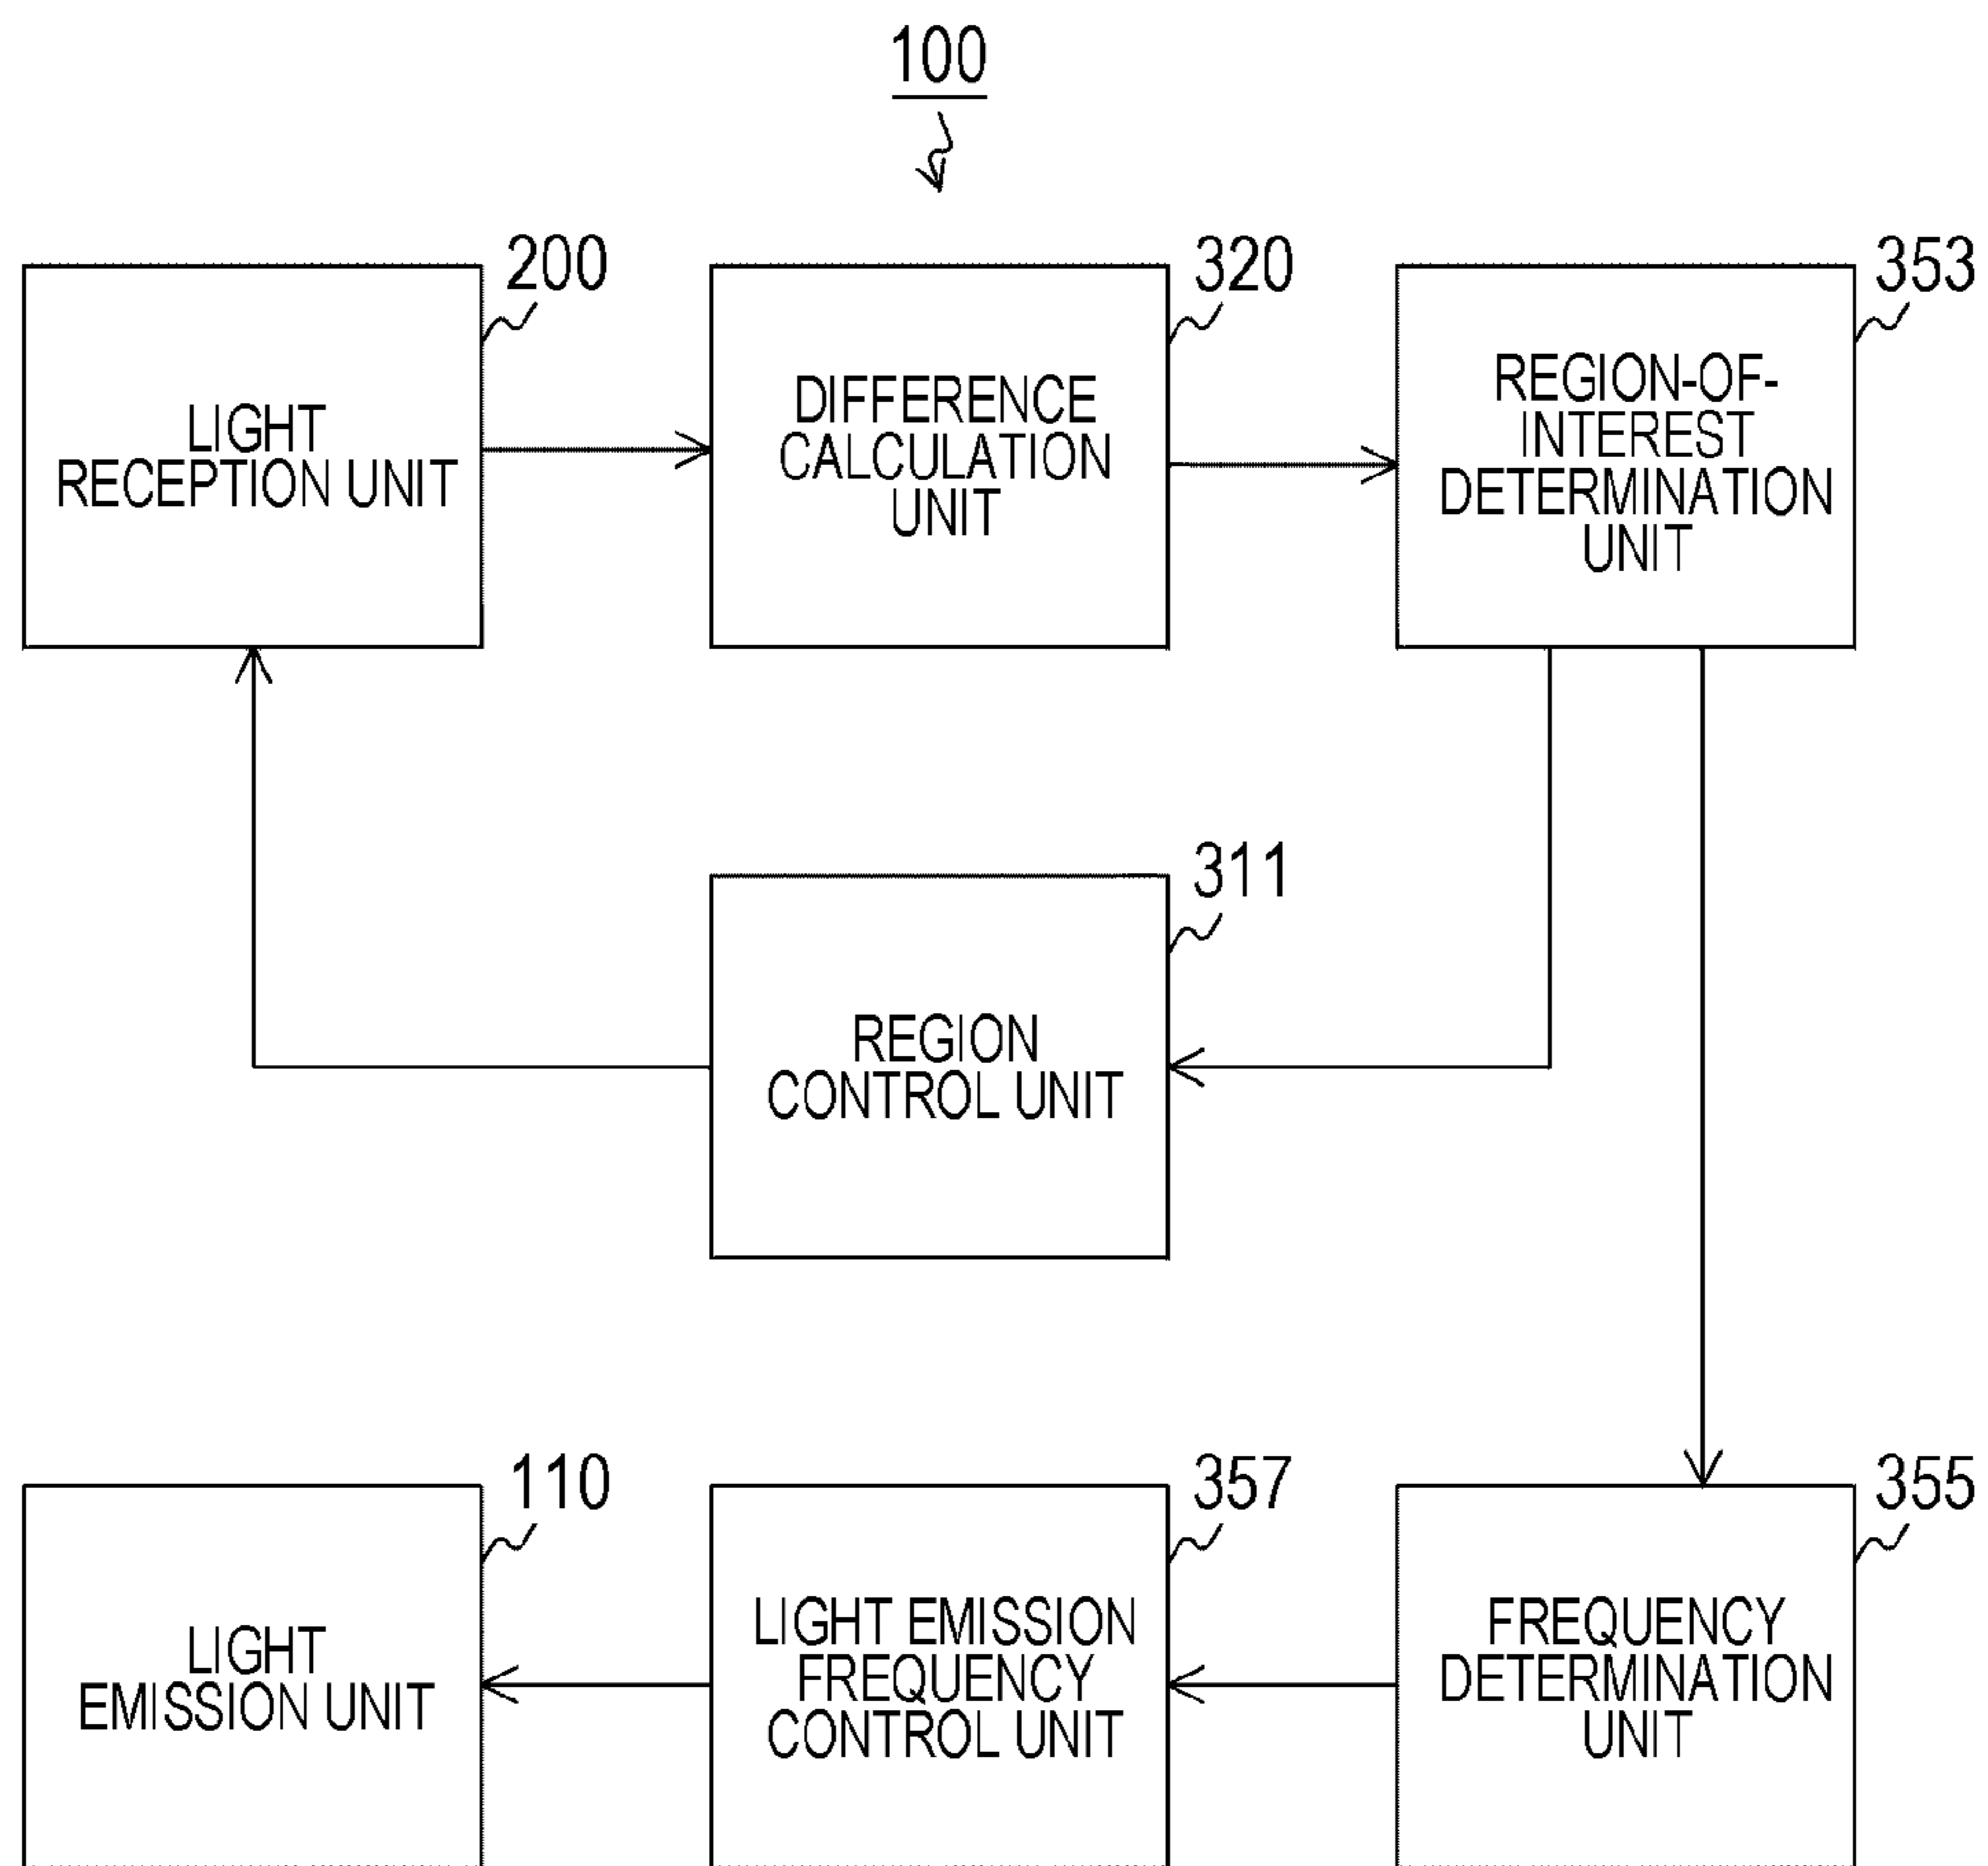 100
200
320
353
LIGHT
RECEPTION UNIT
DIFFERENCE
CALCULATION
UNIT
REGION-OF-
INTEREST
DETERMINATION
UNIT
311
REGION
CONTROL UNIT
110
357
355
LIGHT
EMISSION UNIT
LIGHT EMISSION
FREQUENCY
CONTROL UNIT
FREQUENCY
DETERMINATION
UNIT